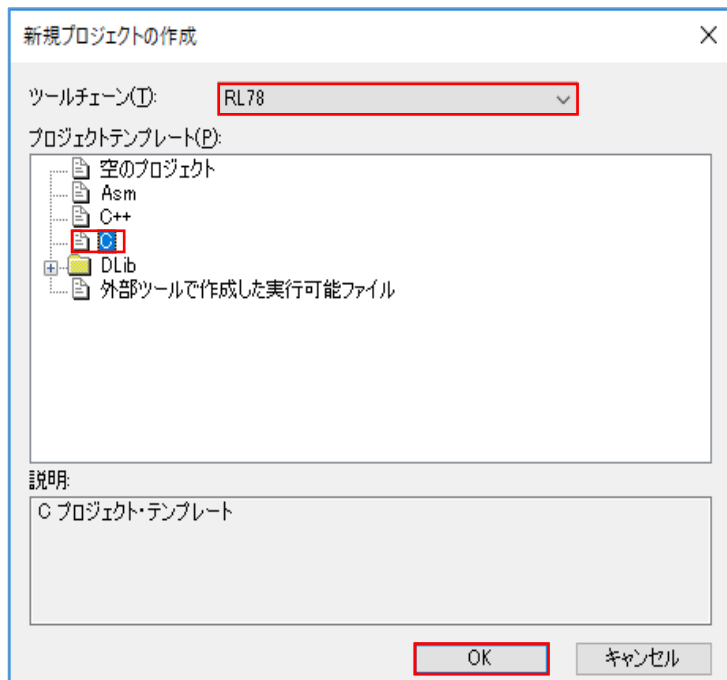 新規プロジェクトの作成
ツールチェーン(T): RL78
プロジェクトテンプレート(P):
空のプロジェクト
Asm
C++
C
DLib
外部ツールで作成した実行可能ファイル
説明:
C プロジェクト・テンプレート
OK キャンセル